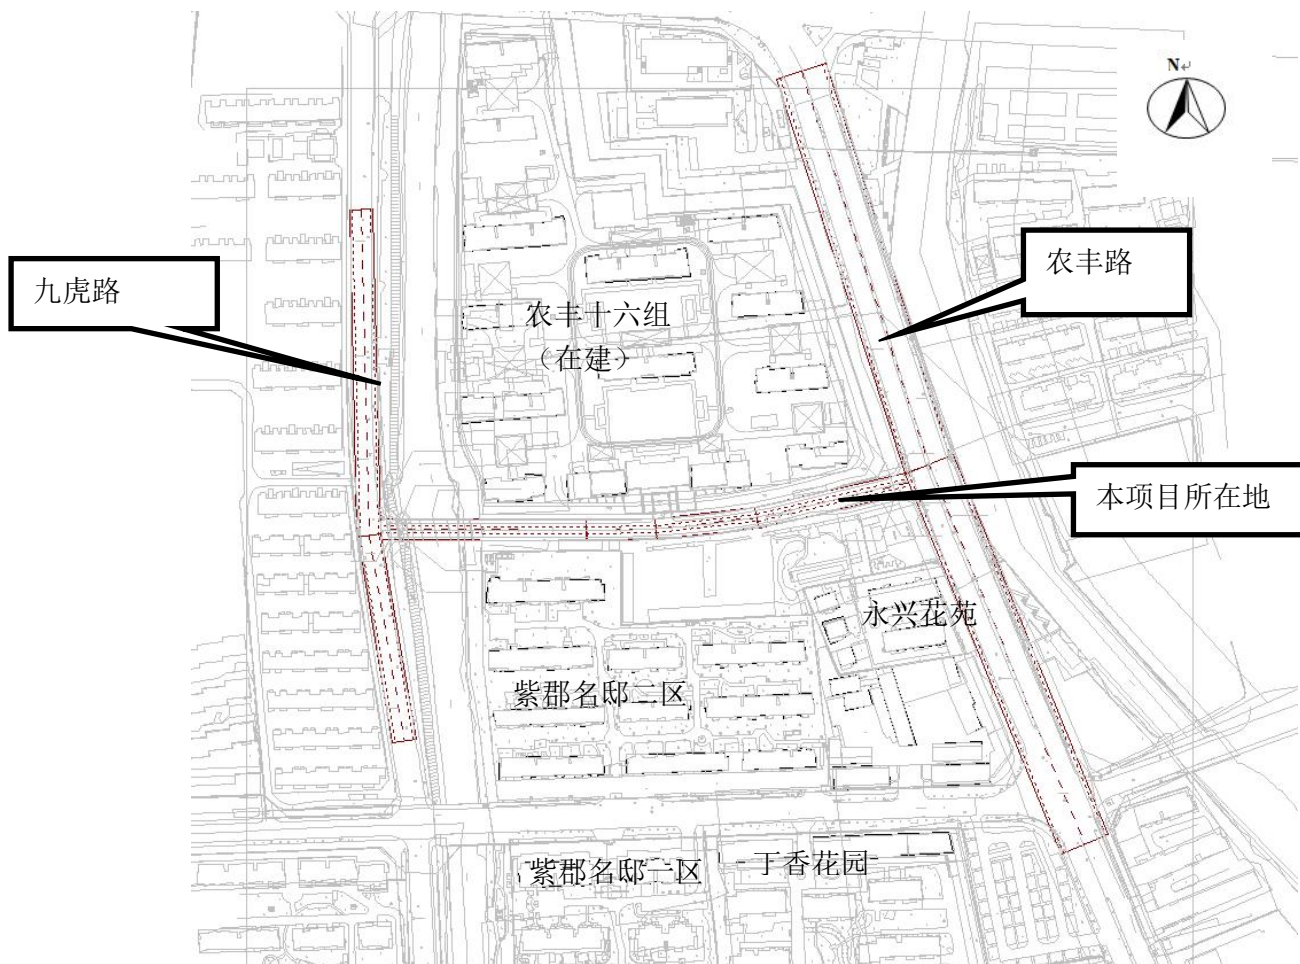 N↵
农丰路
九虎路
农丰十六组
（在建）
本项目所在地
永兴花苑
紫郡名邸二区
紫郡名邸一区
丁香花园